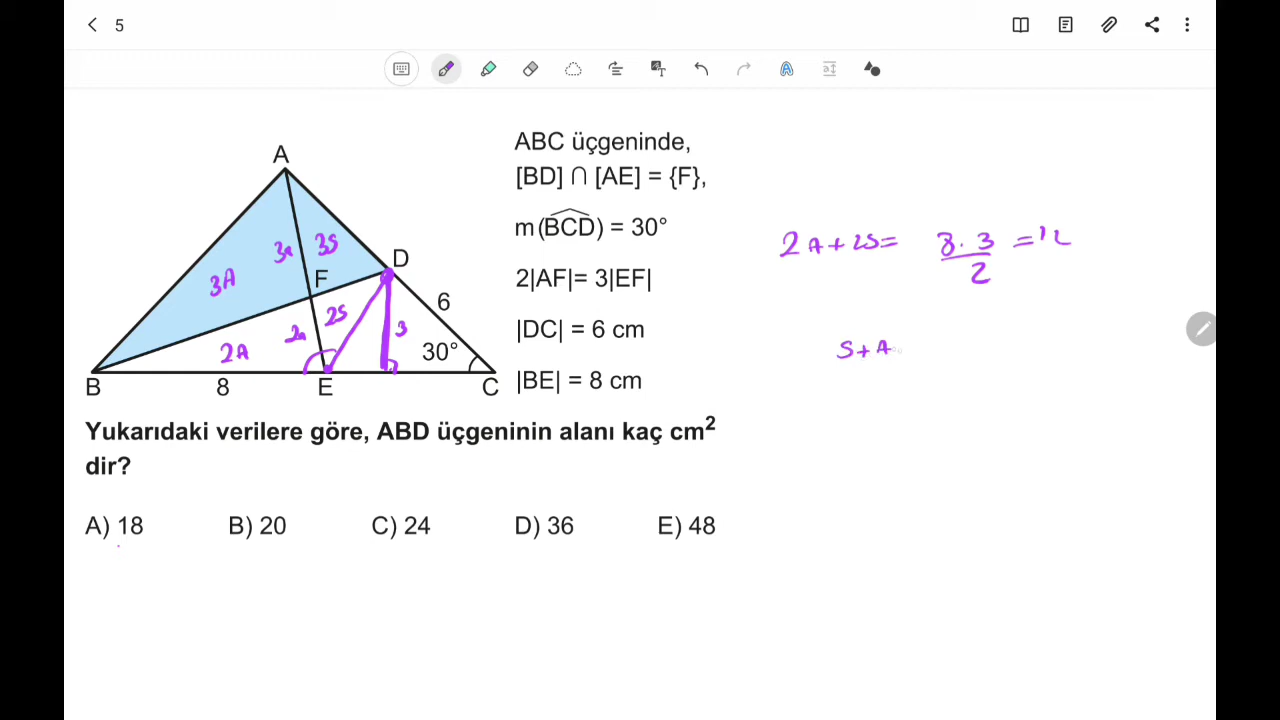 5
A
3a
3S
D
3A
F
6
2S
2a
3
2A
30°
B
8
E
C
ABC üçgeninde,
[BD] ∩ [AE] = {F},
m(BCD) = 30°
2|AF|= 3|EF|
|DC| = 6 cm
|BE| = 8 cm
2A+2S= 8.3/2 =12
S+A
Yukarıdaki verilere göre, ABD üçgeninin alanı kaç cm²
dir?
A) 18 B) 20 C) 24 D) 36 E) 48